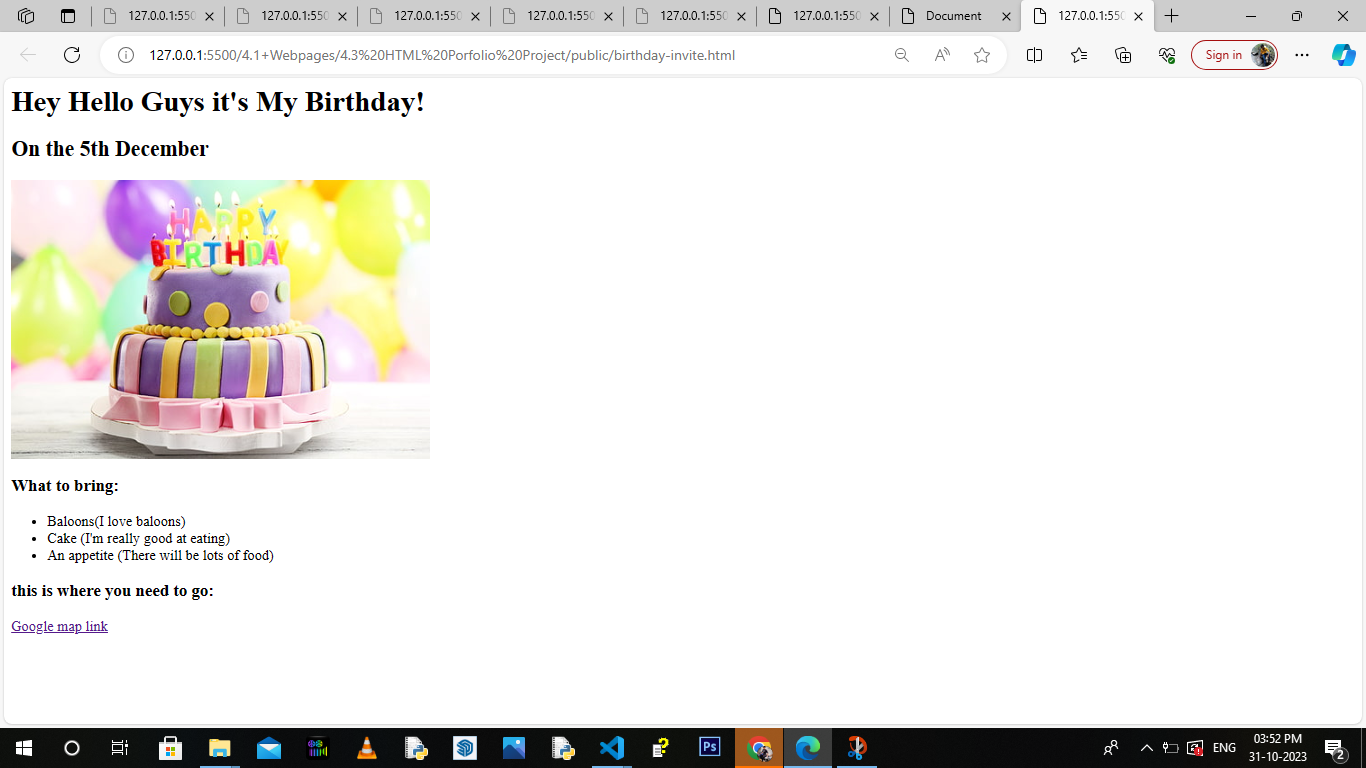 127.0.0.1:550
127.0.0.1:550
127.0.0.1:550
127.0.0.1:550
127.0.0.1:550
127.0.0.1:550
Document
127.0.0.1:550
127.0.0.1:5500/4.1+Webpages/4.3%20HTML%20Porfolio%20Project/public/birthday-invite.html
Sign in
Hey Hello Guys it's My Birthday!
On the 5th December
HAPPY
BIRTHDAY
What to bring:
Baloons(I love baloons)
Cake (I'm really good at eating)
An appetite (There will be lots of food)
this is where you need to go:
Google map link
Ps
ENG
03:52 PM
31-10-2023
2